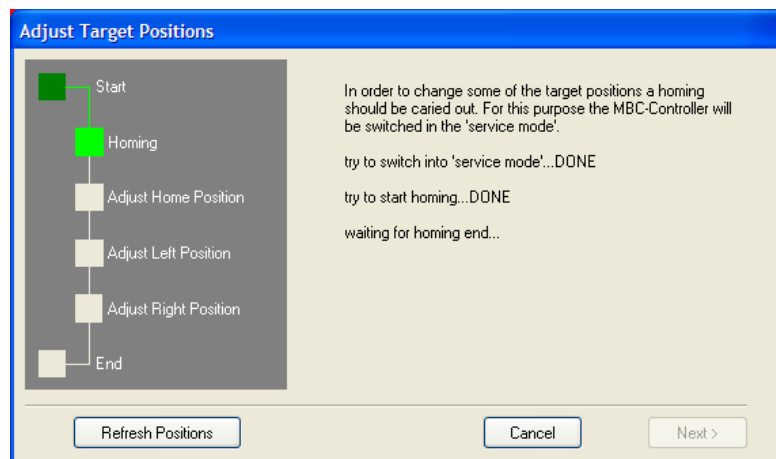 Adjust Target Positions
Start
Homing
Adjust Home Position
Adjust Left Position
Adjust Right Position
End
In order to change some of the target positions a homing
should be caried out. For this purpose the MBC-Controller will
be switched in the 'service mode'.
try to switch into 'service mode'...DONE
try to start homing...DONE
waiting for homing end...
Refresh Positions
Cancel
Next >